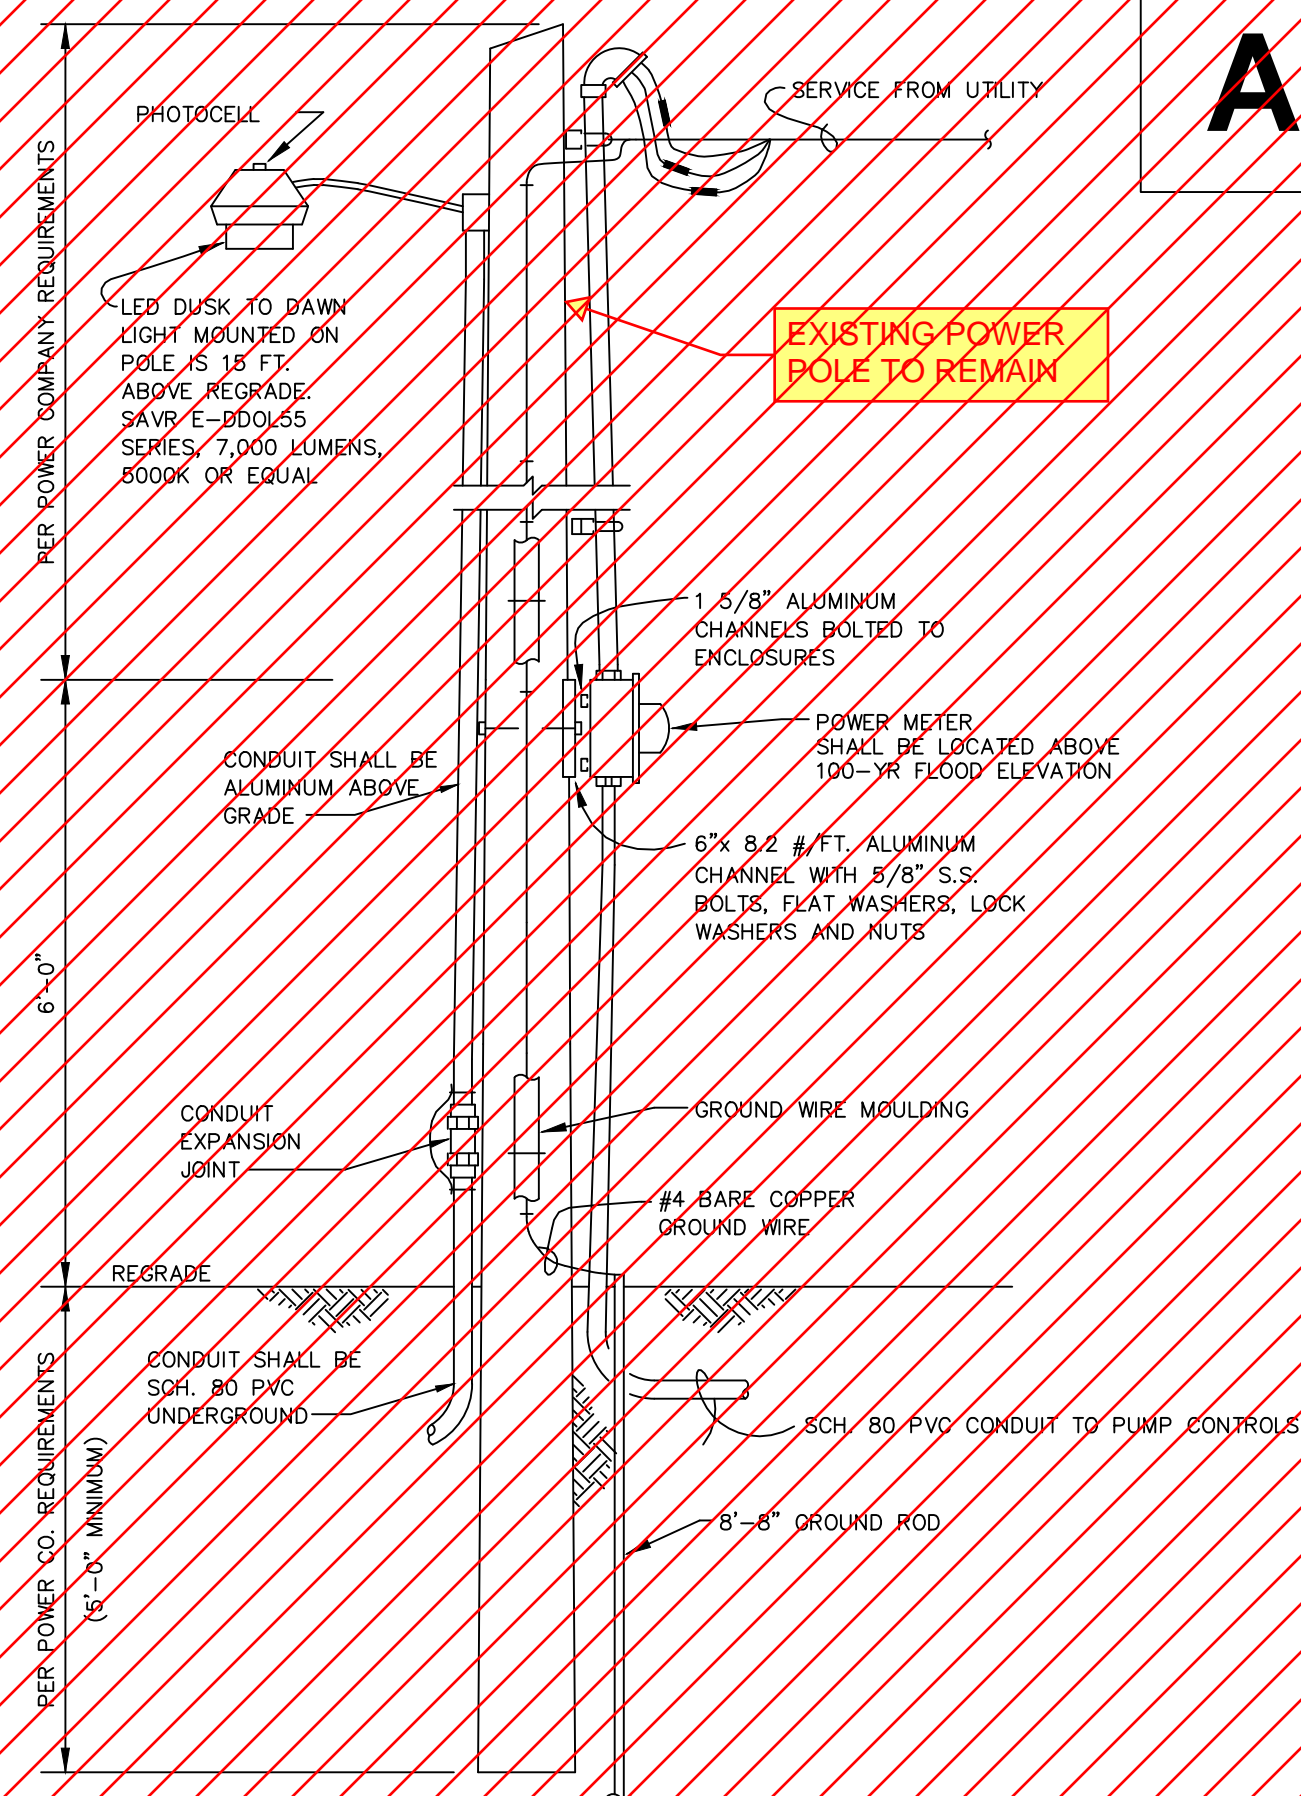 A
PHOTOCELL
SERVICE FROM UTILITY
PER POWER COMPANY REQUIREMENTS
LED DUSK TO DAWN
LIGHT MOUNTED ON
POLE IS 15 FT.
ABOVE REGRADE.
SAVR E-DDOL55
SERIES, 7,000 LUMENS,
5000K OR EQUAL
EXISTING POWER
POLE TO REMAIN
1 5/8" ALUMINUM
CHANNELS BOLTED TO
ENCLOSURES
POWER METER
SHALL BE LOCATED ABOVE
100-YR FLOOD ELEVATION
CONDUIT SHALL BE
ALUMINUM ABOVE
GRADE
6"x 8.2 #/FT. ALUMINUM
CHANNEL WITH 5/8" S.S.
BOLTS, FLAT WASHERS, LOCK
WASHERS AND NUTS
6'-0"
CONDUIT
EXPANSION
JOINT
GROUND WIRE MOULDING
#4 BARE COPPER
GROUND WIRE
REGRADE
CONDUIT SHALL BE
SCH. 80 PVC
UNDERGROUND
SCH. 80 PVC CONDUIT TO PUMP CONTROLS
PER POWER CO. REQUIREMENTS
(5'-0" MINIMUM)
8'-8" GROUND ROD